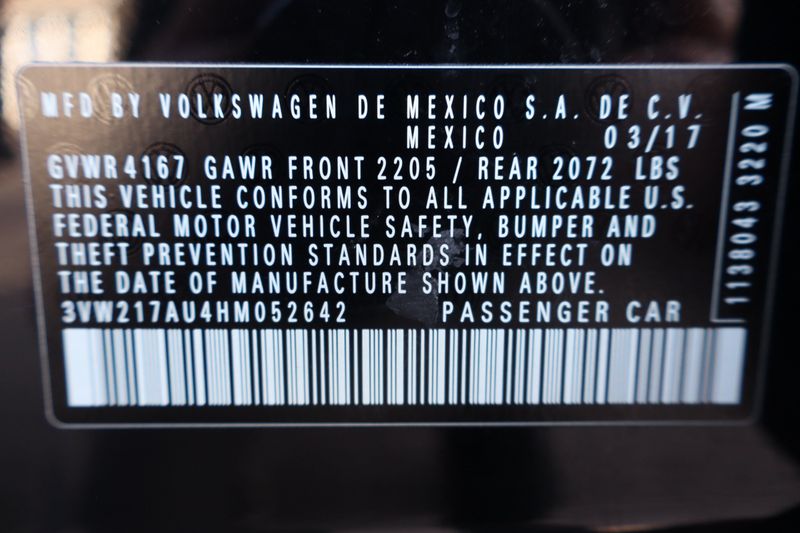 MFD BY VOLKSWAGEN DE MEXICO S.A. DE C.V.
MEXICO 03/17
GVWR 4167 GAWR FRONT 2205 / REAR 2072 LBS
THIS VEHICLE CONFORMS TO ALL APPLICABLE U.S.
FEDERAL MOTOR VEHICLE SAFETY, BUMPER AND
THEFT PREVENTION STANDARDS IN EFFECT ON
THE DATE OF MANUFACTURE SHOWN ABOVE.
3VW217AU4HM052642 PASSENGER CAR
1138043 3220 M